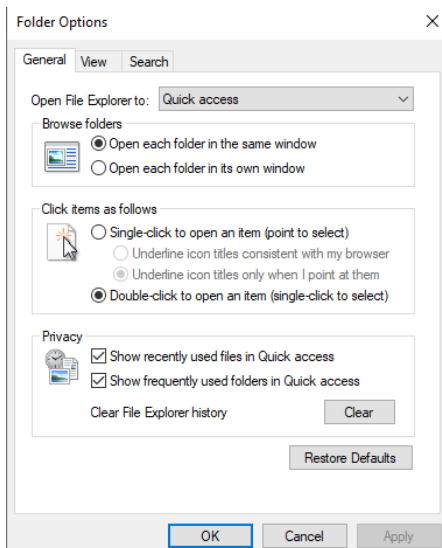 Folder Options
General View Search
Open File Explorer to: Quick access
Browse folders
Open each folder in the same window
Open each folder in its own window
Click items as follows
Single-click to open an item (point to select)
Underline icon titles consistent with my browser
Underline icon titles only when I point at them
Double-click to open an item (single-click to select)
Privacy
Show recently used files in Quick access
Show frequently used folders in Quick access
Clear File Explorer history Clear
Restore Defaults
OK Cancel Apply